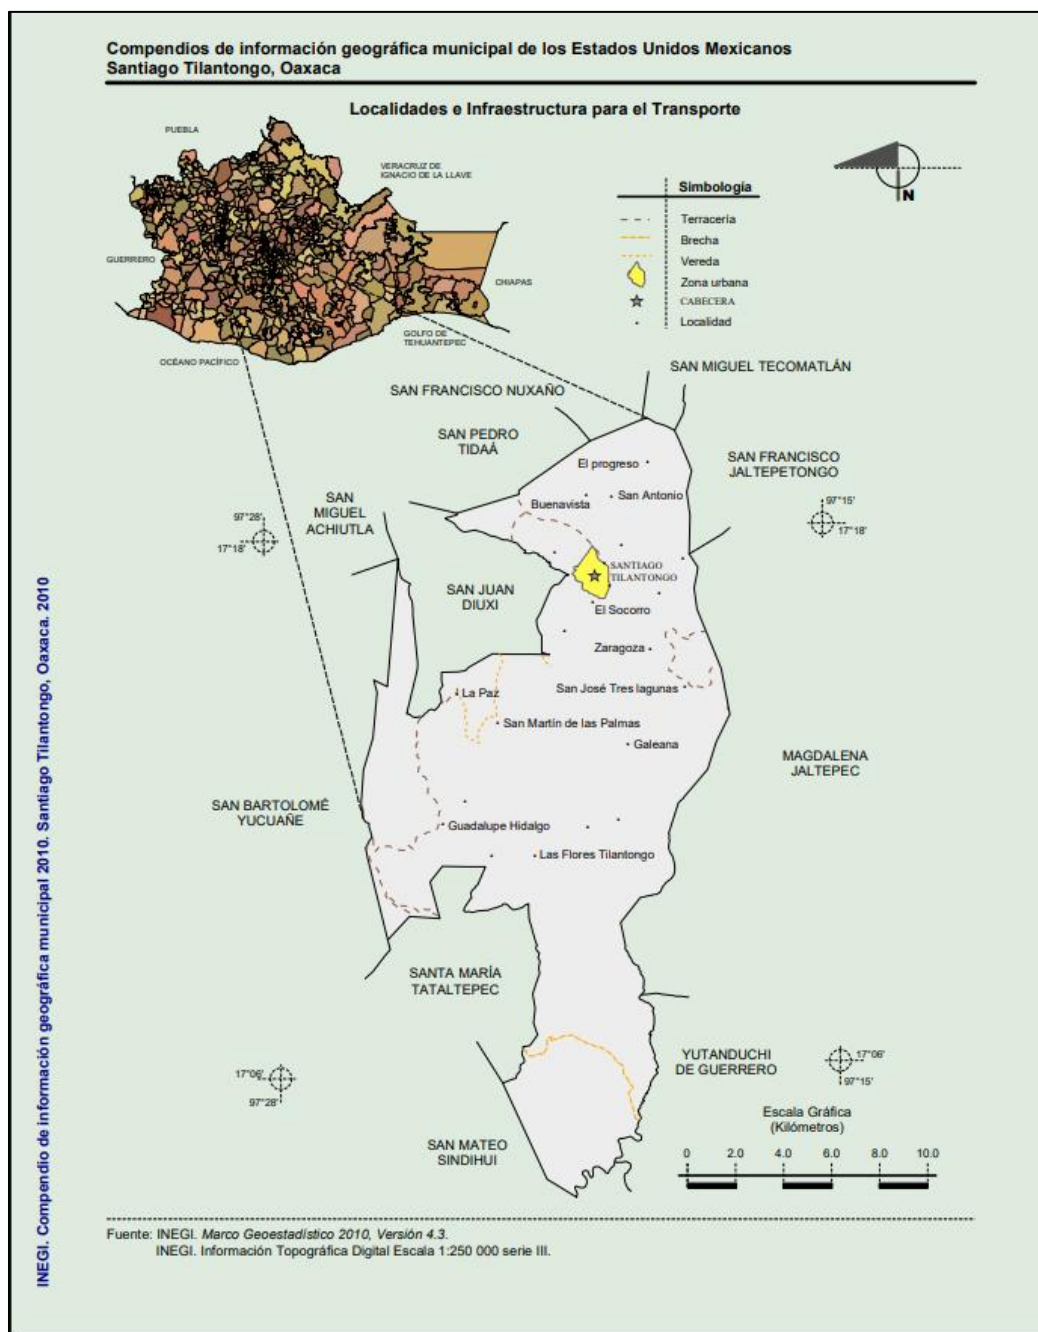 Compendios de información geográfica municipal de los Estados Unidos Mexicanos
Santiago Tilantongo, Oaxaca
Localidades e Infraestructura para el Transporte
PUEBLA
VERACRUZ DE
IGNACIO DE LA LLAVE
GUERRERO
CHIAPAS
GOLFO DE
TEHUANTEPEC
OCÉANO PACÍFICO
N
Simbología
Terracería
Brecha
Vereda
Zona urbana
CABECERA
Localidad
SAN MIGUEL TECOMATLÁN
SAN FRANCISCO NUXAÑO
SAN PEDRO
TIDAÁ
SAN FRANCISCO
JALTEPETONGO
El progreso
San Antonio
Buenavista
SAN
MIGUEL
ACHIUTLA
97°28'
17°18'
97°15'
17°18'
SANTIAGO
TILANTONGO
SAN JUAN
DIUXI
El Socorro
Zaragoza
La Paz
San José Tres lagunas
San Martín de las Palmas
Galeana
MAGDALENA
JALTEPEC
SAN BARTOLOMÉ
YUCUAÑE
Guadalupe Hidalgo
Las Flores Tilantongo
SANTA MARÍA
TATALTEPEC
YUTANDUCHI
DE GUERRERO
17°06'
97°28'
17°06'
97°15'
SAN MATEO
SINDIHUI
Escala Gráfica
(Kilómetros)
0 2.0 4.0 6.0 8.0 10.0
Fuente: INEGI. Marco Geoestadístico 2010, Versión 4.3.
INEGI. Información Topográfica Digital Escala 1:250 000 serie III.
INEGI. Compendio de información geográfica municipal 2010. Santiago Tilantongo, Oaxaca. 2010